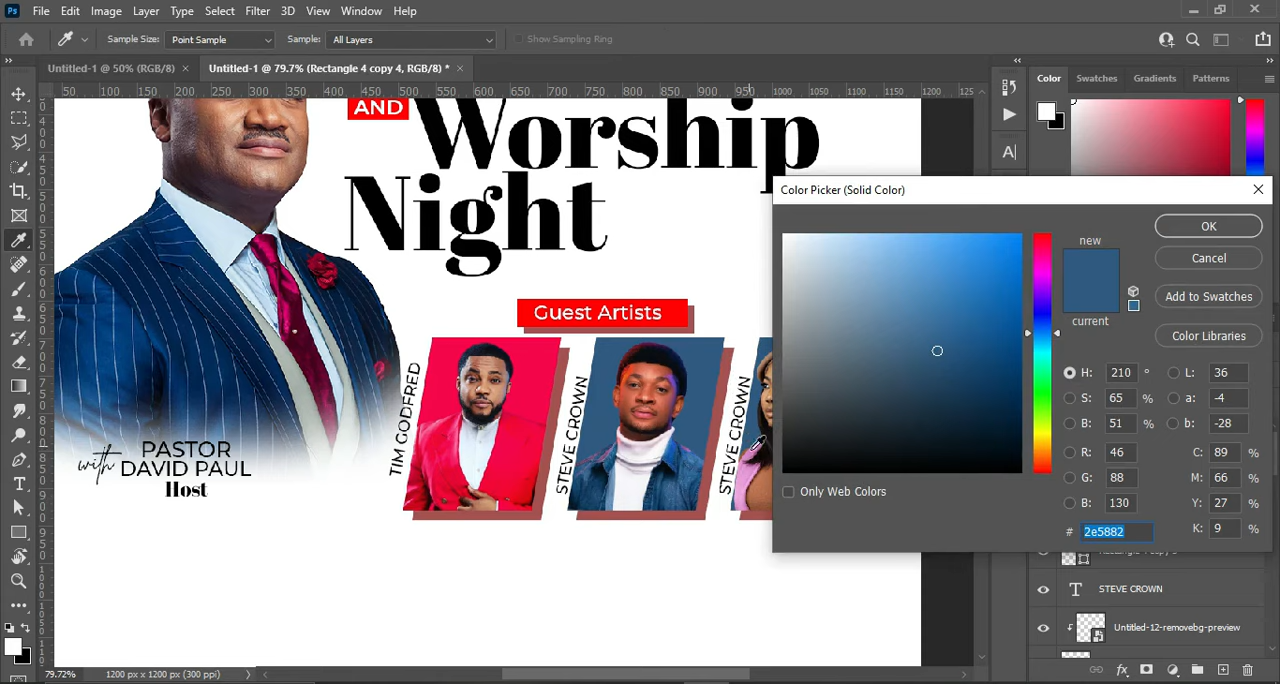 Ps File Edit Image Layer Type Select Filter 3D View Window Help
Sample Size: Point Sample Sample: All Layers Show Sampling Ring
Untitled-1 @ 50% (RGB/8) × Untitled-1 @ 79.7% (Rectangle 4 copy 4, RGB/8) * ×
Color Swatches Gradients Patterns
50 100 150 200 250 300 350 400 450 500 550 600 650 700 750 800 850 900 950 1000 1050 1100 1150 1200 125
AND Worship
Night
Guest Artists
TIM GODFRED
STEVE CROWN
STEVE CROWN
with PASTOR
DAVID PAUL
Host
Color Picker (Solid Color)
new
current
OK
Cancel
Add to Swatches
Color Libraries
H: 210 ° L: 36
S: 65 % a: -4
B: 51 % b: -28
R: 46 C: 89 %
G: 88 M: 66 %
B: 130 Y: 27 %
# 2e5882 K: 9 %
Only Web Colors
STEVE CROWN
Untitled-12-removebg-preview
79.72% 1200 px x 1200 px (300 ppi)